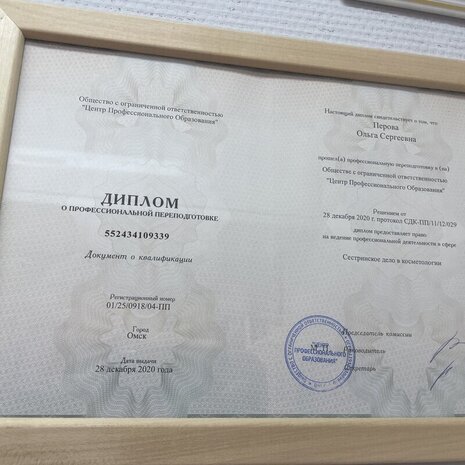 Общество с ограниченной ответственностью
"Центр Профессионального Образования"
ДИПЛОМ
О ПРОФЕССИОНАЛЬНОЙ ПЕРЕПОДГОТОВКЕ
552434109339
Документ о квалификации
Регистрационный номер
01/25/0918/04-ПП
Город
Омск
Дата выдачи
28 декабря 2020 года
Настоящий диплом свидетельствует о том, что
Перова
Ольга Сергеевна
прошел(а) профессиональную переподготовку в (на)
Обществе с ограниченной ответственностью
"Центр Профессионального Образования"
Решением от
28 декабря 2020 г. протокол СДК-ПП/11/12/029
диплом предоставляет право
на ведение профессиональной деятельности в сфере
Сестринское дело в косметологии
Председатель комиссии
Руководитель
Секретарь
ПРОФЕССИОНАЛЬНОГО
ОБРАЗОВАНИЯ"